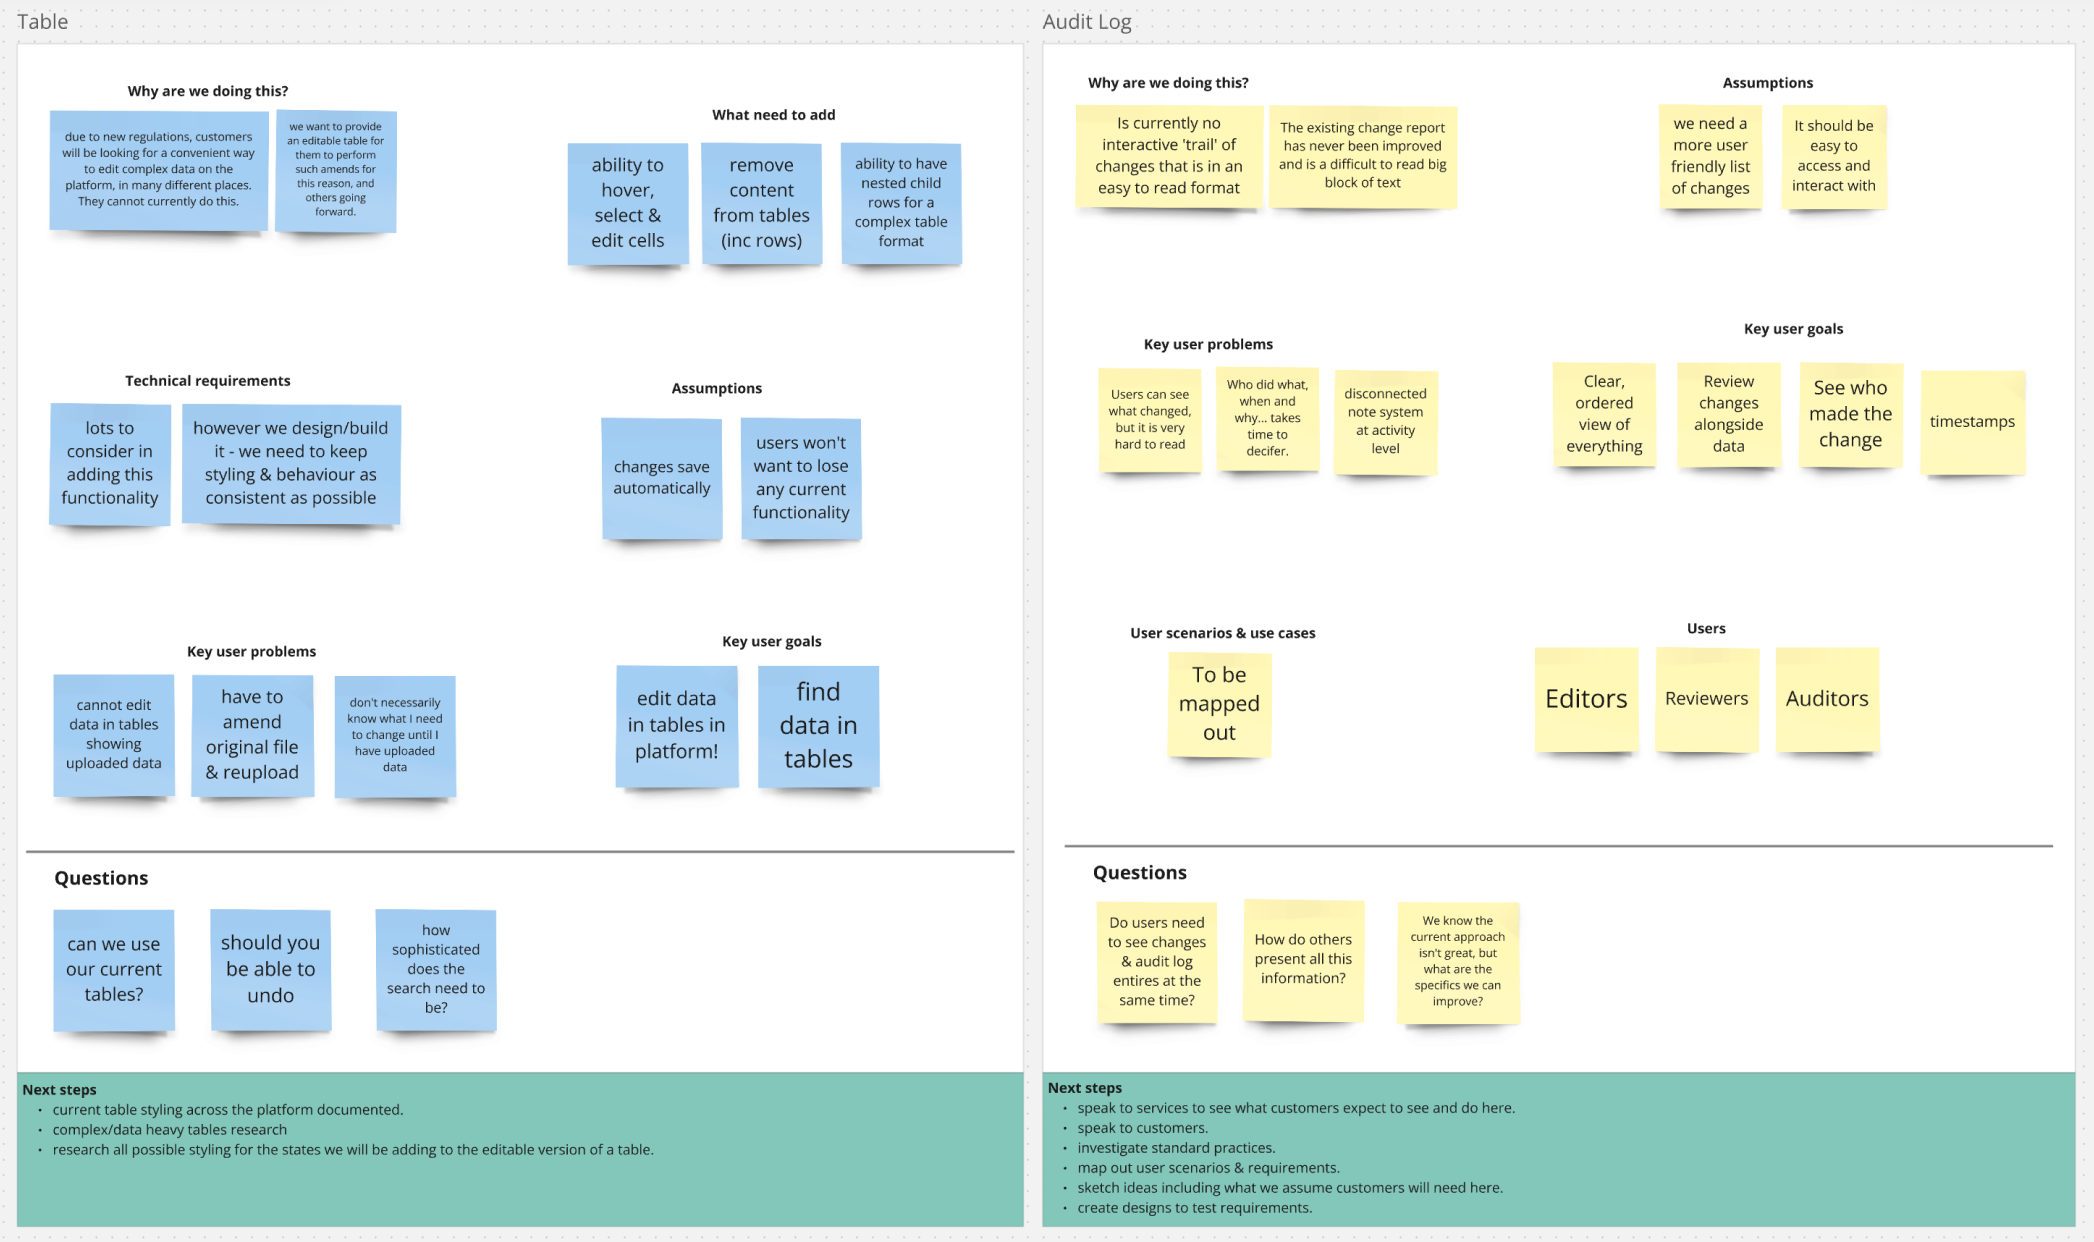 Table
Why are we doing this?
due to new regulations, customers
will be looking for a convenient way
to edit complex data on the
platform, in many different places.
They cannot currently do this.
we want to provide
an editable table for
them to perform
such amends for
this reason, and
others going
forward.
What need to add
ability to
hover,
select &
edit cells
remove
content
from tables
(inc rows)
ability to have
nested child
rows for a
complex table
format
Technical requirements
lots to
consider in
adding this
functionality
however we design/build
it - we need to keep
styling & behaviour as
consistent as possible
Assumptions
changes save
automatically
users won't
want to lose
any current
functionality
Key user problems
cannot edit
data in tables
showing
uploaded data
have to
amend
original file
& reupload
don't necessarily
know what I need
to change until I
have uploaded
data
Key user goals
edit data
in tables in
platform!
find
data in
tables
Questions
can we use
our current
tables?
should you
be able to
undo
how
sophisticated
does the
search need to
be?
Next steps
• current table styling across the platform documented.
• complex/data heavy tables research
• research all possible styling for the states we will be adding to the editable version of a table.
Audit Log
Why are we doing this?
Is currently no
interactive 'trail' of
changes that is in an
easy to read format
The existing change report
has never been improved
and is a difficult to read big
block of text
Assumptions
we need a
more user
friendly list
of changes
It should be
easy to
access and
interact with
Key user problems
Users can see
what changed,
but it is very
hard to read
Who did what,
when and
why... takes
time to
decifer.
disconnected
note system
at activity
level
Key user goals
Clear,
ordered
view of
everything
Review
changes
alongside
data
See who
made the
change
timestamps
User scenarios & use cases
To be
mapped
out
Users
Editors
Reviewers
Auditors
Questions
Do users need
to see changes
& audit log
entires at the
same time?
How do others
present all this
information?
We know the
current approach
isn't great, but
what are the
specifics we can
improve?
Next steps
• speak to services to see what customers expect to see and do here.
• speak to customers.
• investigate standard practices.
• map out user scenarios & requirements.
• sketch ideas including what we assume customers will need here.
• create designs to test requirements.